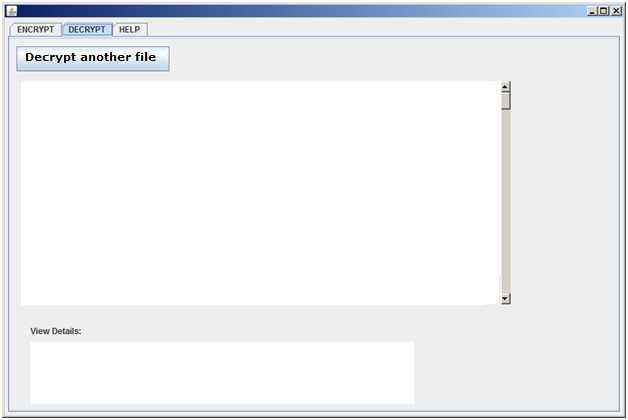 ENCRYPT DECRYPT HELP
Decrypt another file
View Details: